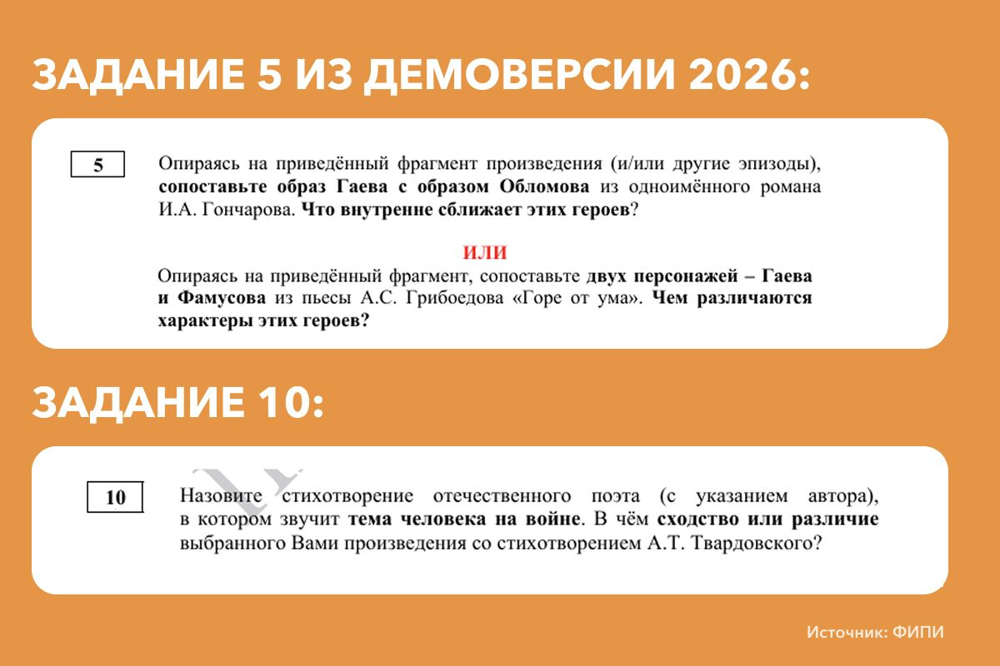 ЗАДАНИЕ 5 ИЗ ДЕМОВЕРСИИ 2026:
5
Опираясь на приведённый фрагмент произведения (и/или другие эпизоды),
сопоставьте образ Гаева с образом Обломова из одноимённого романа
И.А. Гончарова. Что внутренне сближает этих героев?
ИЛИ
Опираясь на приведённый фрагмент, сопоставьте двух персонажей – Гаева
и Фамусова из пьесы А.С. Грибоедова «Горе от ума». Чем различаются
характеры этих героев?
ЗАДАНИЕ 10:
10
Назовите стихотворение отечественного поэта (с указанием автора),
в котором звучит тема человека на войне. В чём сходство или различие
выбранного Вами произведения со стихотворением А.Т. Твардовского?
Источник: ФИПИ